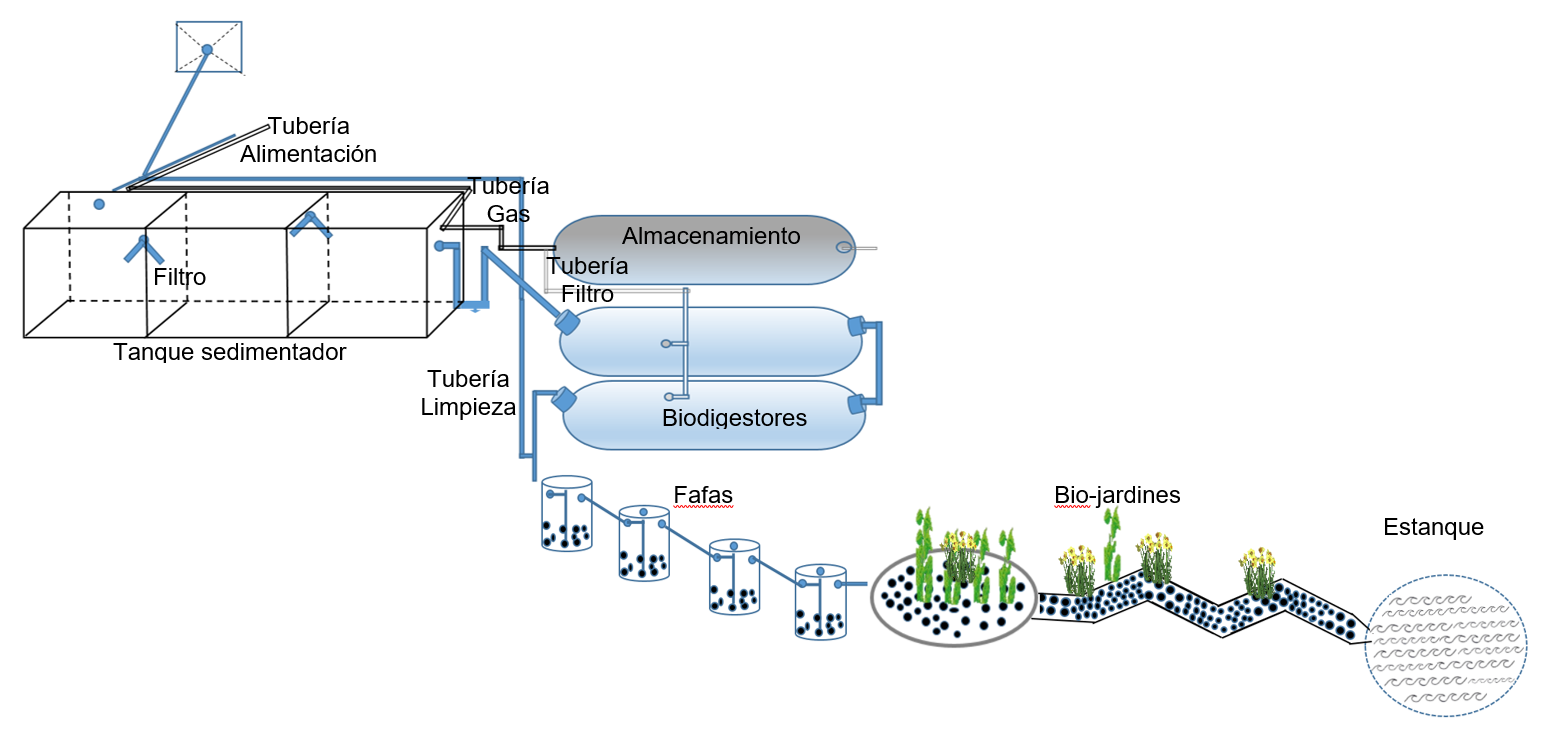 Tubería
Alimentación
Tubería
Gas
Almacenamiento
Tubería
Filtro
Filtro
Tanque sedimentador
Tubería
Limpieza
Biodigestores
Fafas
Bio-jardines
Estanque